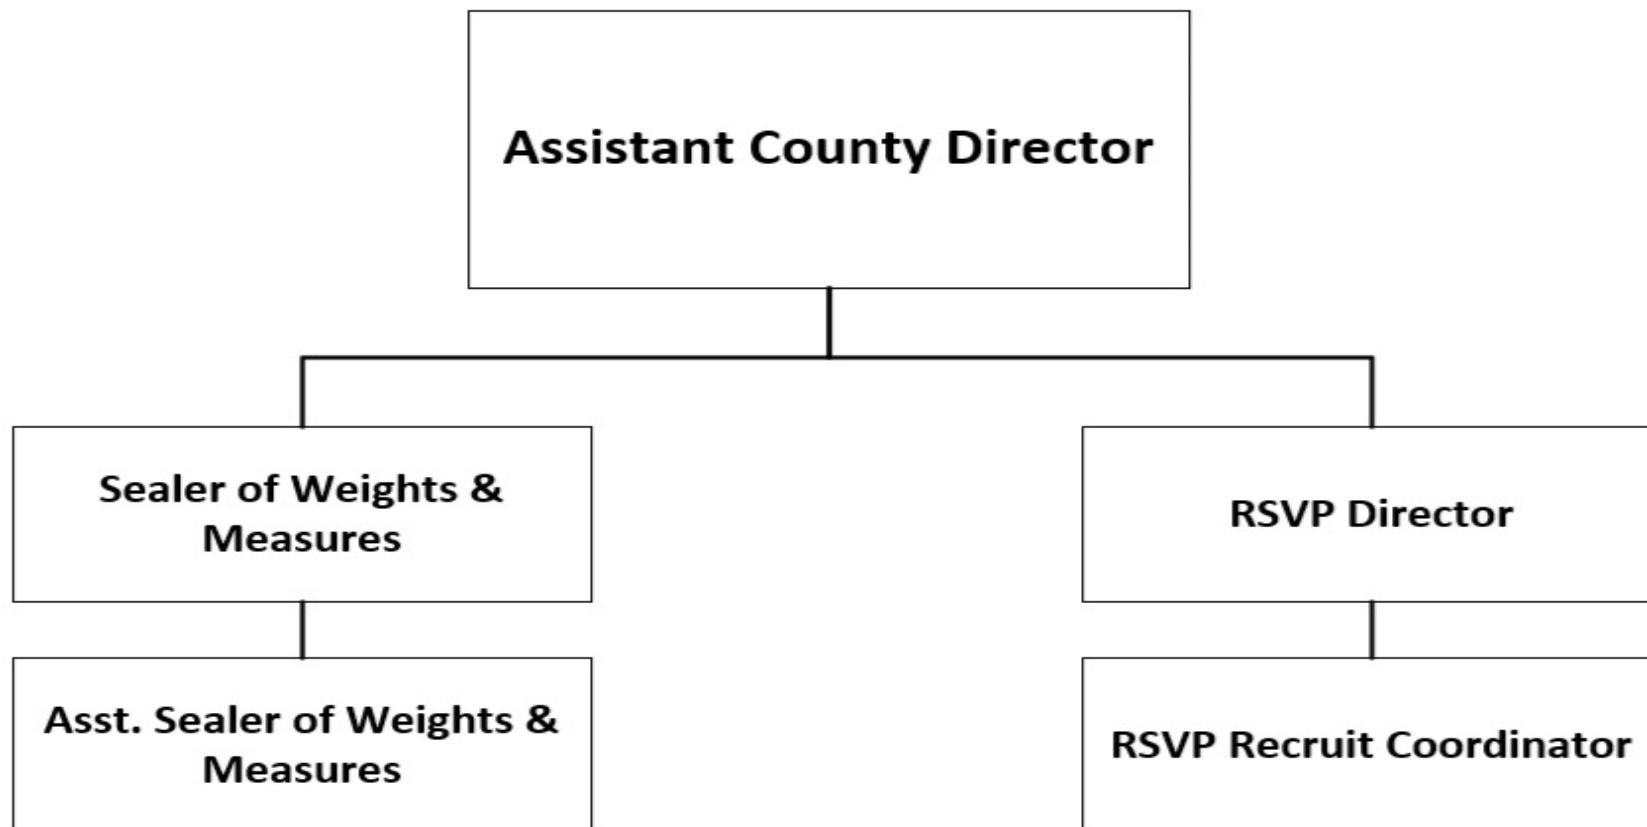 Assistant County Director
Sealer of Weights &
Measures
RSVP Director
Asst. Sealer of Weights &
Measures
RSVP Recruit Coordinator